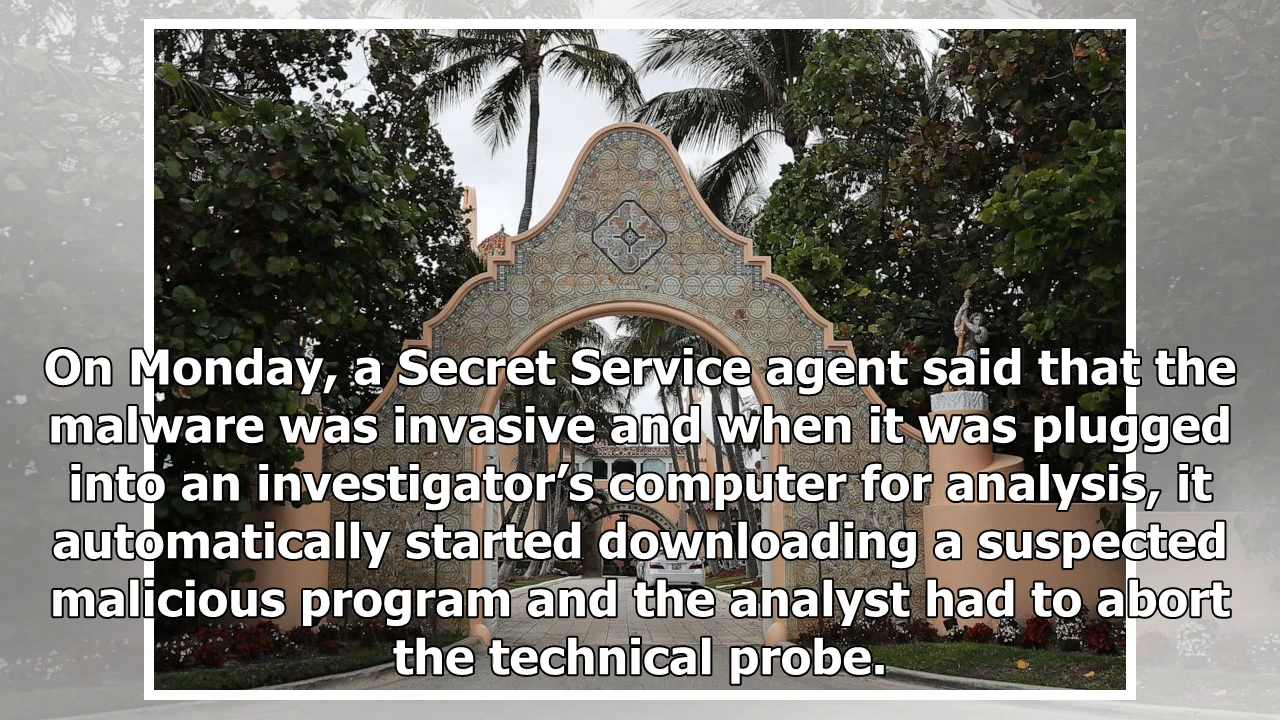 On Monday, a Secret Service agent said that the
malware was invasive and when it was plugged
into an investigator’s computer for analysis, it
automatically started downloading a suspected
malicious program and the analyst had to abort
the technical probe.